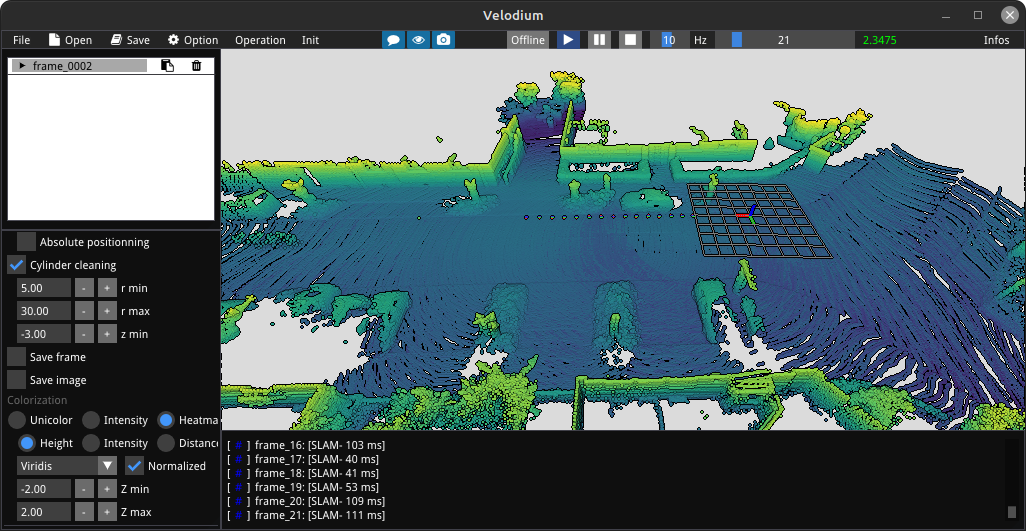 Velodium
File Open Save Option Operation Init Offline 10 Hz 21 2.3475 Infos
frame_0002
Absolute positionning
Cylinder cleaning
5.00 - + r min
30.00 - + r max
-3.00 - + z min
Save frame
Save image
Colorization
Unicolor Intensity Heatma
Height Intensity Distanc
Viridis Normalized
-2.00 - + Z min
2.00 - + Z max
[ # ] frame_16: [SLAM- 103 ms]
[ # ] frame_17: [SLAM- 40 ms]
[ # ] frame_18: [SLAM- 41 ms]
[ # ] frame_19: [SLAM- 53 ms]
[ # ] frame_20: [SLAM- 109 ms]
[ # ] frame_21: [SLAM- 111 ms]